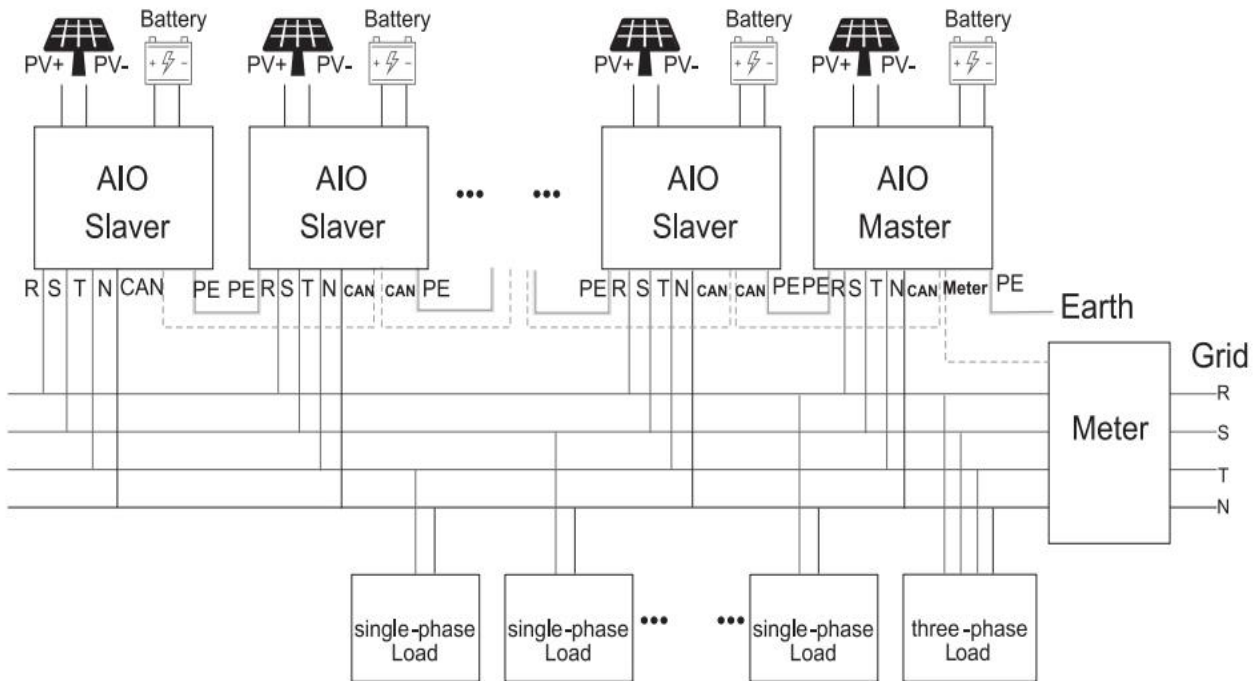 Battery Battery Battery Battery
PV+ PV- PV+ PV- PV+ PV- PV+ PV-
AIO
Slaver
AIO
Slaver
... ...
AIO
Slaver
AIO
Master
R S T N CAN PE PE R S T N CAN CAN PE PE R S T N CAN CAN PE PE R S T N CAN Meter PE
Earth
Grid
Meter
R
S
T
N
single-phase
Load
single-phase
Load
... ...
single-phase
Load
three-phase
Load